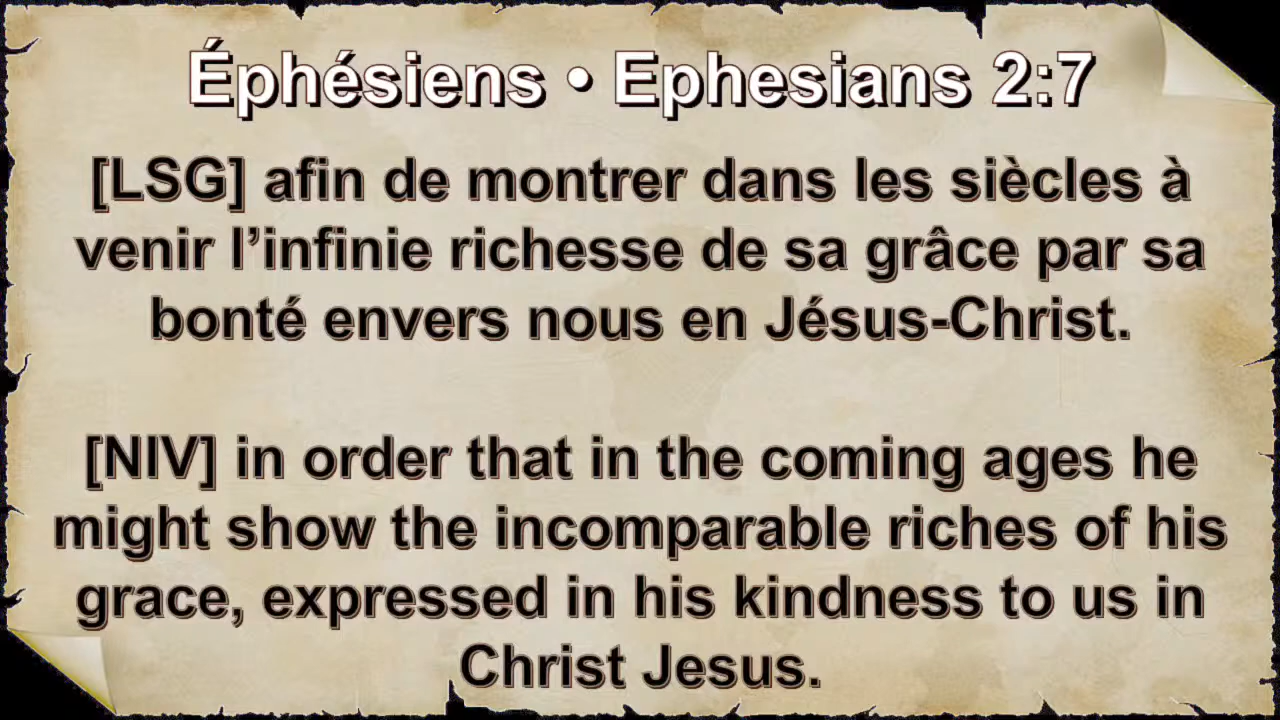 Éphésiens • Ephesians 2:7
[LSG] afin de montrer dans les siècles à
venir l’infinie richesse de sa grâce par sa
bonté envers nous en Jésus-Christ.
[NIV] in order that in the coming ages he
might show the incomparable riches of his
grace, expressed in his kindness to us in
Christ Jesus.